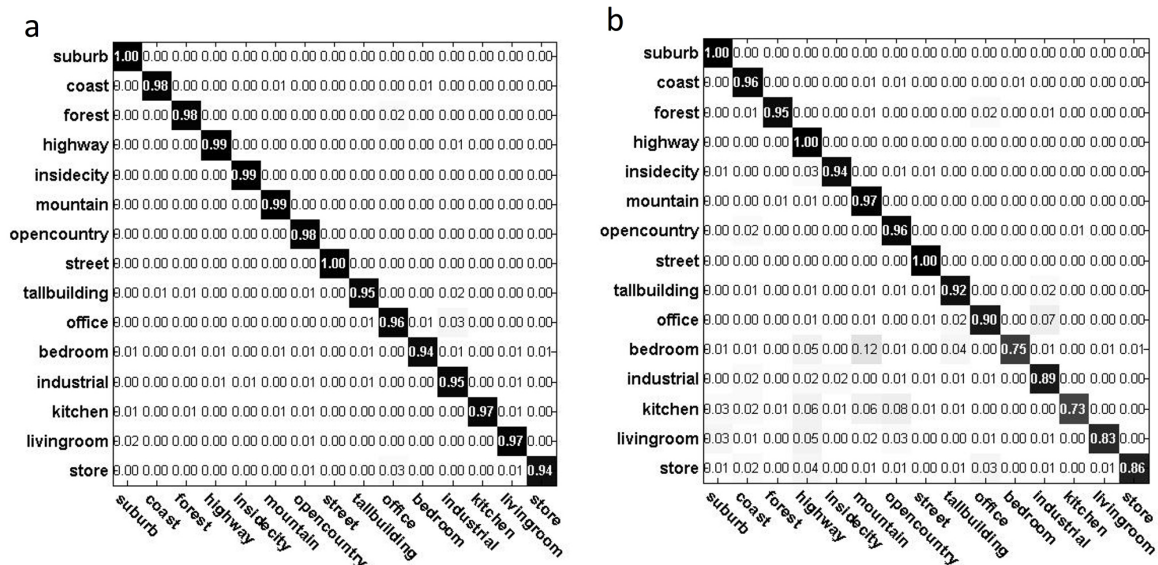 a
suburb 1.00 0.00 0.00 0.00 0.00 0.00 0.00 0.00 0.00 0.00 0.00 0.00 0.00 0.00 0.00
coast 0.00 0.98 0.00 0.00 0.00 0.01 0.00 0.00 0.00 0.00 0.01 0.00 0.00 0.00 0.00
forest 0.00 0.00 0.98 0.00 0.00 0.00 0.00 0.00 0.00 0.02 0.00 0.00 0.00 0.00 0.00
highway 0.00 0.00 0.00 0.99 0.00 0.00 0.00 0.00 0.00 0.00 0.00 0.01 0.00 0.00 0.00
insidecity 0.00 0.00 0.00 0.00 0.99 0.00 0.00 0.00 0.00 0.00 0.00 0.00 0.00 0.00 0.00
mountain 0.00 0.00 0.00 0.00 0.00 0.99 0.00 0.00 0.00 0.00 0.00 0.00 0.00 0.00 0.00
opencountry 0.00 0.00 0.00 0.00 0.00 0.00 0.98 0.00 0.00 0.00 0.00 0.00 0.00 0.00 0.00
street 0.00 0.00 0.00 0.00 0.00 0.00 0.00 1.00 0.00 0.00 0.00 0.00 0.00 0.00 0.00
tallbuilding 0.00 0.01 0.01 0.00 0.00 0.00 0.01 0.00 0.95 0.00 0.00 0.02 0.00 0.00 0.00
office 0.00 0.00 0.00 0.00 0.00 0.00 0.00 0.00 0.01 0.96 0.01 0.03 0.00 0.00 0.00
bedroom 0.01 0.00 0.01 0.01 0.00 0.01 0.01 0.00 0.01 0.00 0.94 0.01 0.00 0.01 0.01
industrial 0.00 0.00 0.00 0.01 0.01 0.00 0.01 0.00 0.01 0.00 0.00 0.95 0.00 0.01 0.00
kitchen 0.01 0.00 0.01 0.00 0.00 0.01 0.01 0.00 0.00 0.00 0.00 0.00 0.97 0.01 0.00
livingroom 0.02 0.00 0.00 0.00 0.00 0.00 0.01 0.00 0.00 0.00 0.00 0.00 0.00 0.97 0.00
store 0.00 0.00 0.00 0.00 0.00 0.00 0.01 0.00 0.00 0.03 0.00 0.00 0.00 0.01 0.94
suburb coast forest highway insidecity mountain opencountry street tallbuilding office bedroom industrial kitchen livingroom store
b
suburb 1.00 0.00 0.00 0.00 0.00 0.00 0.00 0.00 0.00 0.00 0.00 0.00 0.00 0.00 0.00
coast 0.00 0.96 0.00 0.00 0.00 0.01 0.01 0.00 0.00 0.00 0.01 0.00 0.00 0.00 0.00
forest 0.00 0.01 0.95 0.00 0.00 0.01 0.00 0.00 0.00 0.02 0.00 0.01 0.00 0.00 0.00
highway 0.00 0.00 0.00 1.00 0.00 0.00 0.00 0.00 0.00 0.00 0.00 0.00 0.00 0.00 0.00
insidecity 0.01 0.00 0.00 0.03 0.94 0.00 0.01 0.01 0.00 0.00 0.00 0.00 0.00 0.00 0.00
mountain 0.00 0.00 0.01 0.01 0.00 0.97 0.00 0.00 0.00 0.00 0.00 0.00 0.00 0.00 0.00
opencountry 0.00 0.02 0.00 0.00 0.00 0.00 0.96 0.00 0.00 0.00 0.00 0.00 0.01 0.00 0.00
street 0.00 0.00 0.00 0.00 0.00 0.00 0.00 1.00 0.00 0.00 0.00 0.00 0.00 0.00 0.00
tallbuilding 0.00 0.01 0.00 0.01 0.00 0.01 0.01 0.01 0.92 0.00 0.00 0.02 0.00 0.00 0.00
office 0.00 0.00 0.00 0.01 0.00 0.01 0.00 0.01 0.02 0.90 0.00 0.07 0.00 0.00 0.00
bedroom 0.01 0.01 0.00 0.05 0.00 0.12 0.01 0.00 0.04 0.00 0.75 0.01 0.00 0.01 0.01
industrial 0.00 0.02 0.00 0.02 0.02 0.00 0.01 0.01 0.01 0.00 0.01 0.89 0.00 0.00 0.00
kitchen 0.03 0.02 0.01 0.06 0.01 0.06 0.08 0.01 0.01 0.00 0.00 0.00 0.73 0.00 0.00
livingroom 0.03 0.01 0.00 0.05 0.00 0.02 0.03 0.00 0.00 0.01 0.00 0.01 0.00 0.83 0.00
store 0.01 0.02 0.00 0.04 0.00 0.01 0.01 0.00 0.01 0.03 0.00 0.01 0.00 0.01 0.86
suburb coast forest highway insidecity mountain opencountry street tallbuilding office bedroom industrial kitchen livingroom store